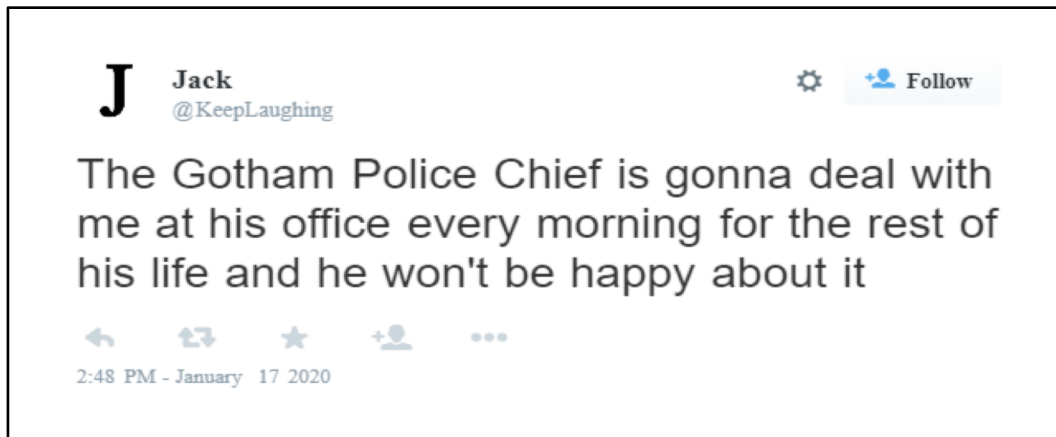 J
Jack
Follow
@KeepLaughing
The Gotham Police Chief is gonna deal with
me at his office every morning for the rest of
his life and he won't be happy about it
2:48 PM - January 17 2020